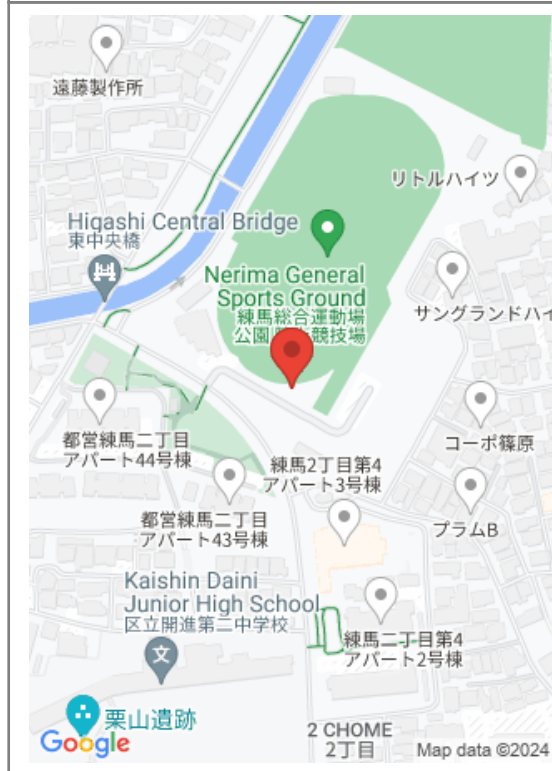 遠藤製作所
リトルハイツ
Higashi Central Bridge
東中央橋
Nerima General
Sports Ground
練馬総合運動場
公園
競技場
サングランドハイ
都営練馬二丁目
アパート44号棟
コーポ篠原
練馬2丁目第4
アパート3号棟
都営練馬二丁目
アパート43号棟
プラムB
Kaishin Daini
Junior High School
区立開進第二中学校
文
練馬二丁目第4
アパート2号棟
栗山遺跡
2 CHOME
2丁目
Google
Map data ©2024